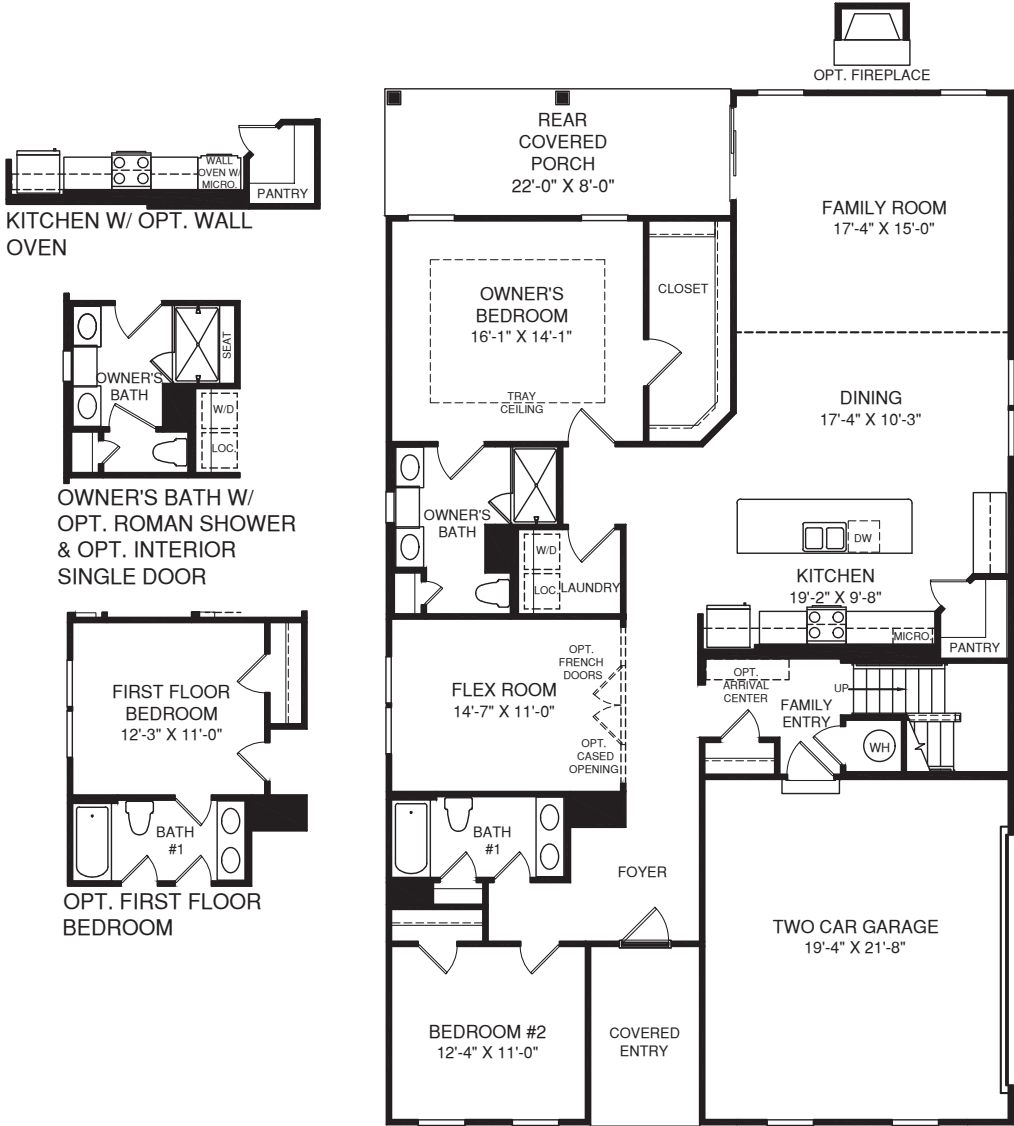 OPT. FIREPLACE
REAR
COVERED
PORCH
22'-0" X 8'-0"
WALL
OVEN W/
MICRO.
PANTRY
KITCHEN W/ OPT. WALL
OVEN
FAMILY ROOM
17'-4" X 15'-0"
OWNER'S
BEDROOM
16'-1" X 14'-1"
TRAY
CEILING
CLOSET
SEAT
OWNER'S
BATH
W/D
LOC.
OWNER'S BATH W/
OPT. ROMAN SHOWER
& OPT. INTERIOR
SINGLE DOOR
DINING
17'-4" X 10'-3"
OWNER'S
BATH
W/D
LOC.
LAUNDRY
DW
KITCHEN
19'-2" X 9'-8"
MICRO.
PANTRY
FIRST FLOOR
BEDROOM
12'-3" X 11'-0"
BATH
#1
OPT. FIRST FLOOR
BEDROOM
FLEX ROOM
14'-7" X 11'-0"
OPT.
FRENCH
DOORS
OPT.
CASED
OPENING
OPT.
ARRIVAL
CENTER
FAMILY
ENTRY
UP
WH
BATH
#1
FOYER
TWO CAR GARAGE
19'-4" X 21'-8"
BEDROOM #2
12'-4" X 11'-0"
COVERED
ENTRY